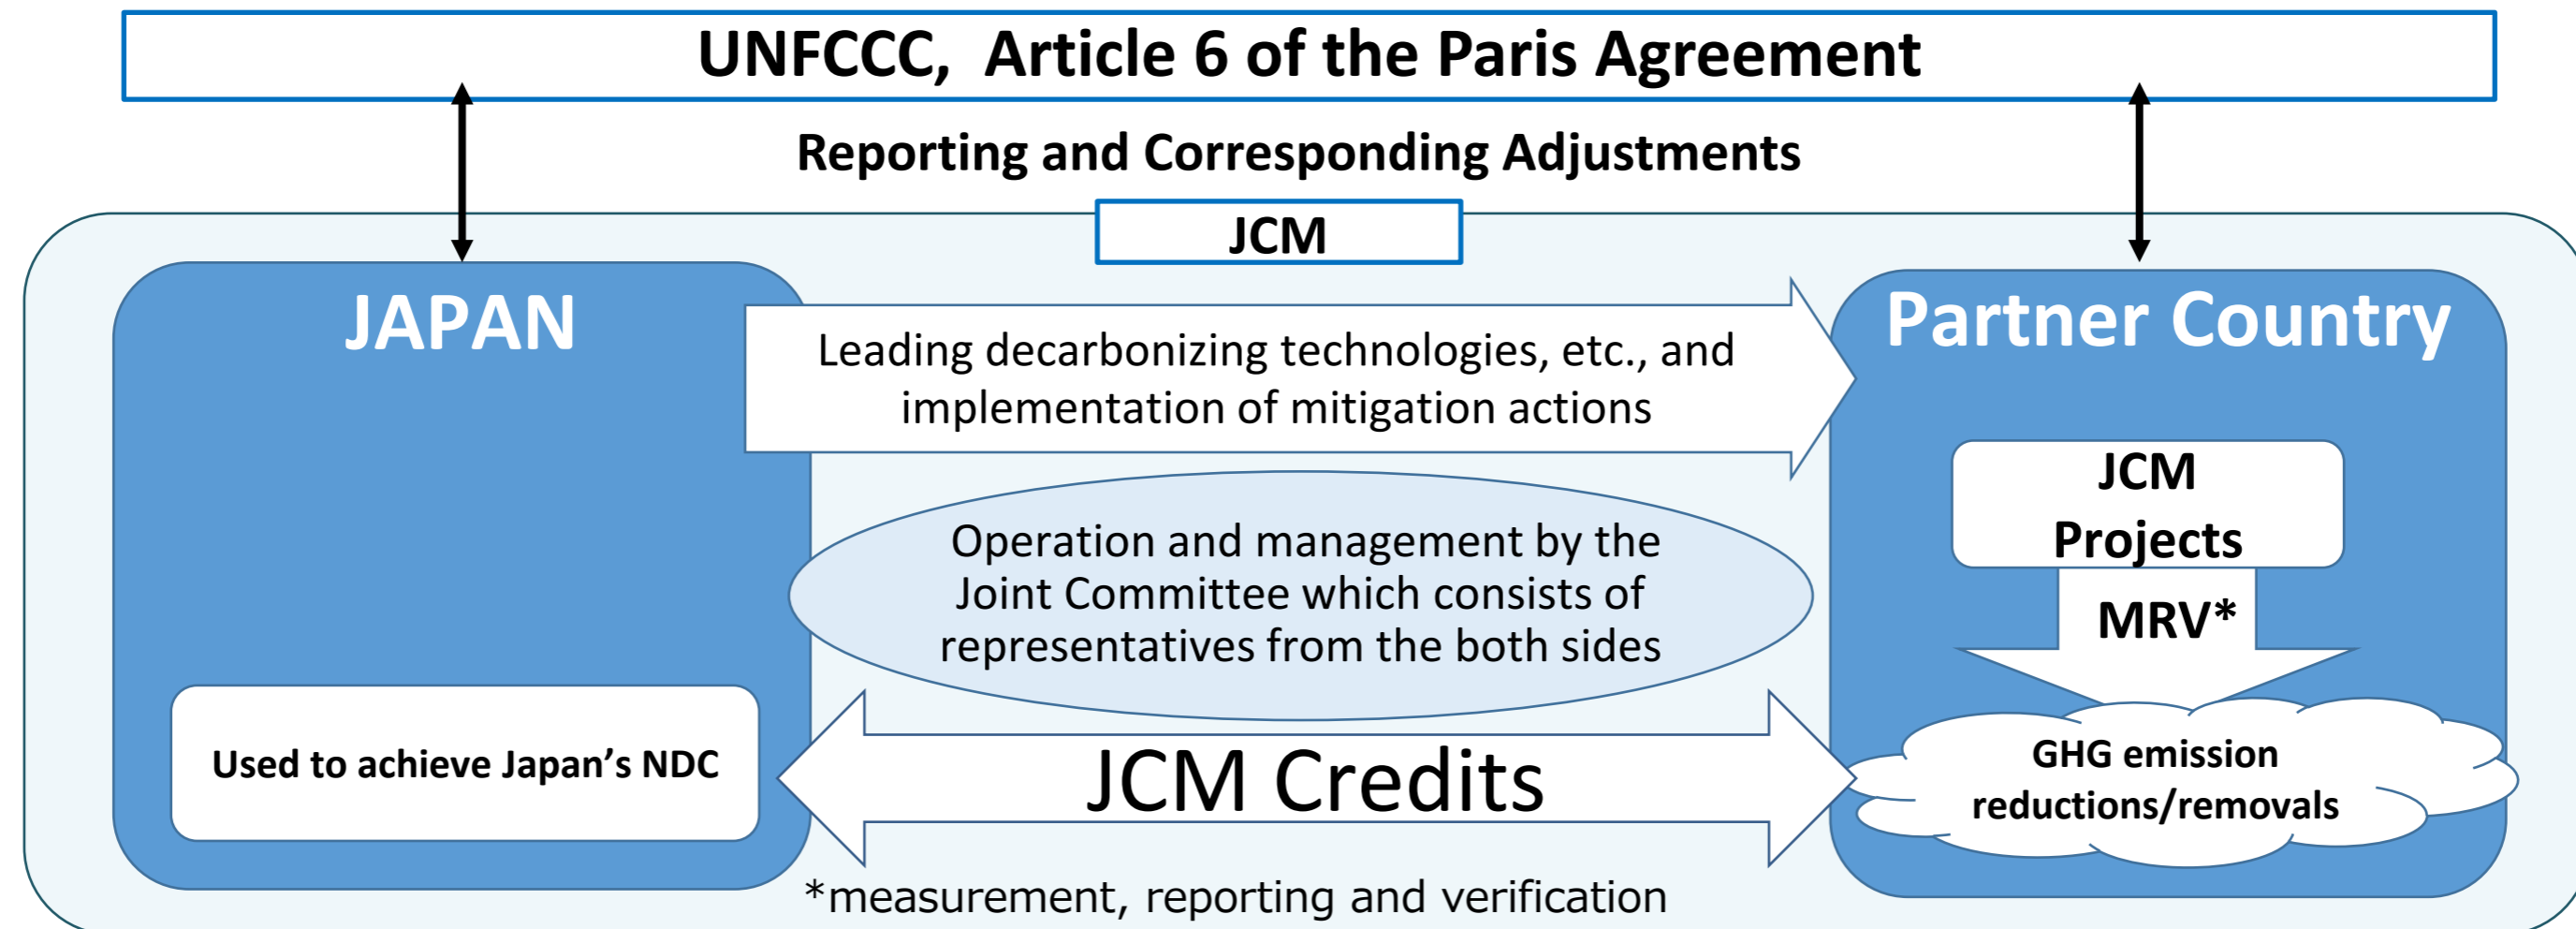 UNFCCC, Article 6 of the Paris Agreement
Reporting and Corresponding Adjustments
JCM
JAPAN
Partner Country
Leading decarbonizing technologies, etc., and
implementation of mitigation actions
JCM
Projects
Operation and management by the
Joint Committee which consists of
representatives from the both sides
MRV*
Used to achieve Japan’s NDC
JCM Credits
GHG emission
reductions/removals
*measurement, reporting and verification